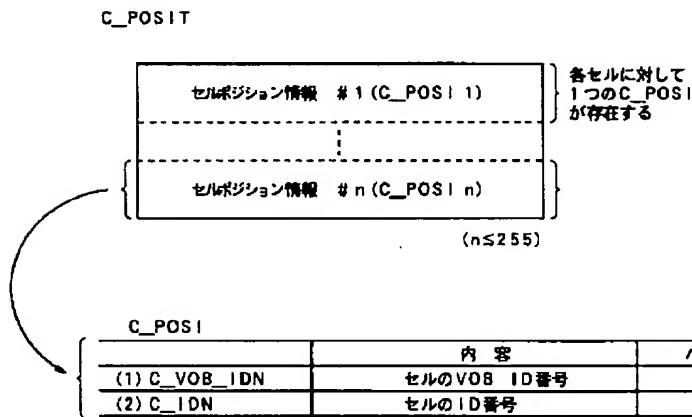 C_POSIT
セルポジション情報 #1(C_POSI 1)
各セルに対して
1つのC_POSI
が存在する
セルポジション情報 #n(C_POSI n)
(n≤255)
C_POSI
内 容
(1) C_VOB_IDN セルのVOB ID番号
(2) C_IDN セルのID番号